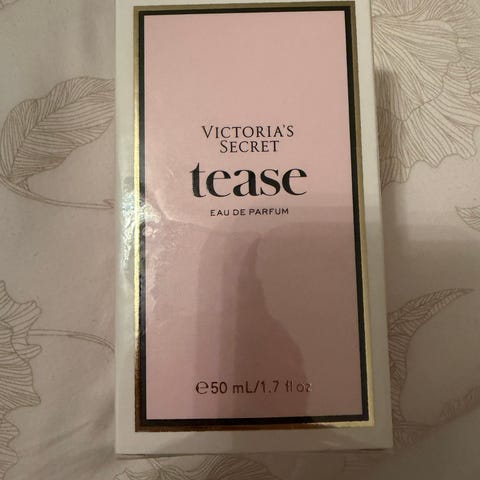 VICTORIA'S
SECRET
tease
EAU DE PARFUM
℮50 mL/1.7 fl oz